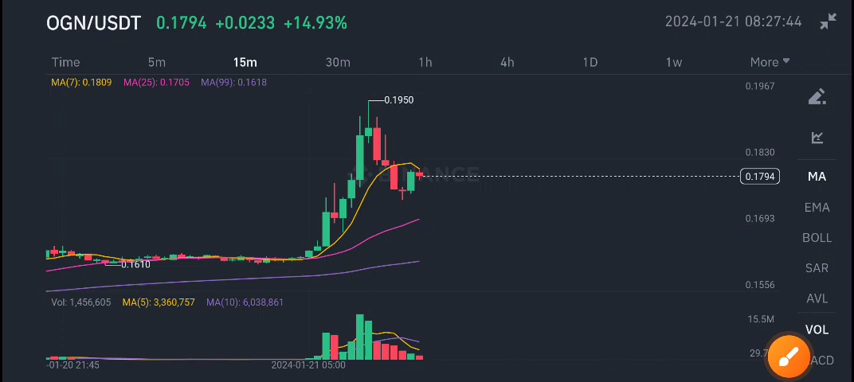 OGN/USDT 0.1794 +0.0233 +14.93% 2024-01-21 08:27:44
Time 5m 15m 30m 1h 4h 1D 1w More
MA(7): 0.1809 MA(25): 0.1705 MA(99): 0.1618
0.1967
0.1950
0.1830
BINANCE
0.1794
0.1693
0.1610
0.1556
Vol: 1,456,605 MA(5): 3,360,757 MA(10): 6,038,861
15.5M
29.7
-01-20 21:45 2024-01-21 05:00
MA
EMA
BOLL
SAR
AVL
VOL
ACD